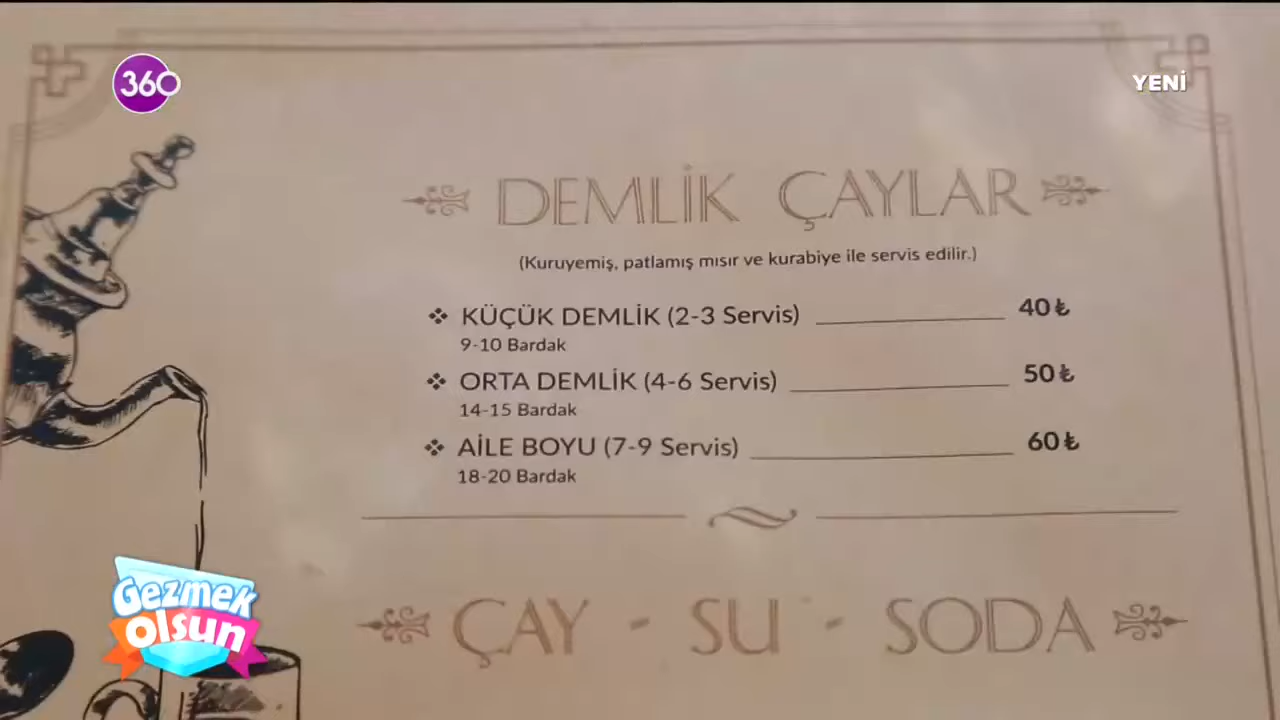 360
YENİ
DEMLİK ÇAYLAR
(Kuruyemiş, patlamış mısır ve kurabiye ile servis edilir.)
❖ KÜÇÜK DEMLİK (2-3 Servis) 40₺
9-10 Bardak
❖ ORTA DEMLİK (4-6 Servis) 50₺
14-15 Bardak
❖ AİLE BOYU (7-9 Servis) 60₺
18-20 Bardak
ÇAY - SU - SODA
Gezmek
olsun